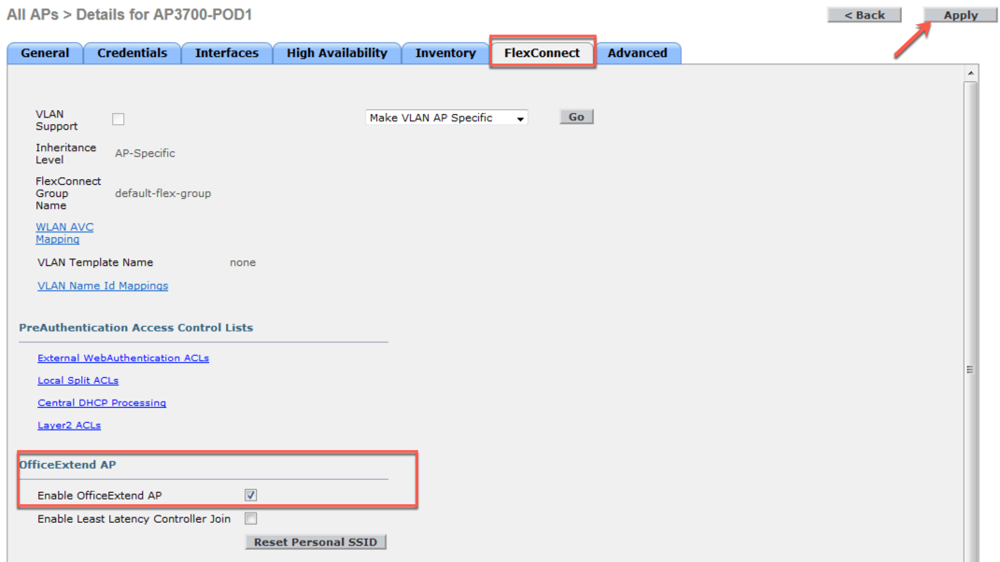 All APs > Details for AP3700-POD1
< Back
Apply
General
Credentials
Interfaces
High Availability
Inventory
FlexConnect
Advanced
VLAN
Support
Make VLAN AP Specific
Go
Inheritance
Level
AP-Specific
FlexConnect
Group
Name
default-flex-group
WLAN AVC
Mapping
VLAN Template Name
none
VLAN Name Id Mappings
PreAuthentication Access Control Lists
External WebAuthentication ACLs
Local Split ACLs
Central DHCP Processing
Layer2 ACLs
OfficeExtend AP
Enable OfficeExtend AP
Enable Least Latency Controller Join
Reset Personal SSID